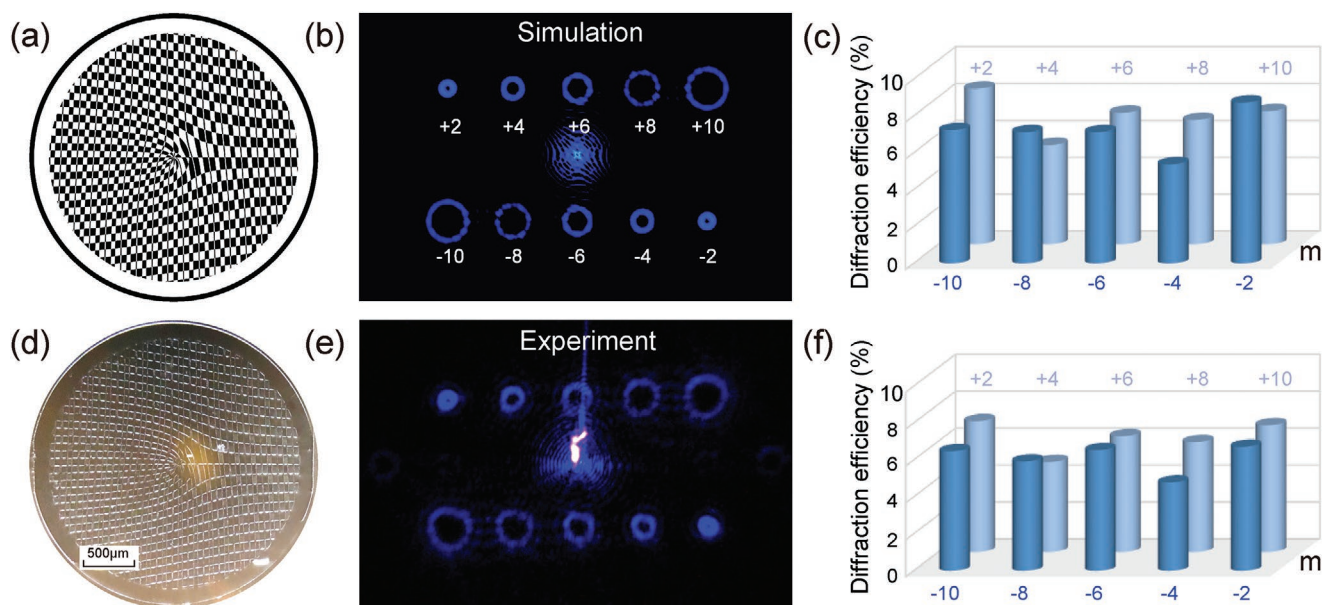 (a)
(b)
Simulation
+2 +4 +6 +8 +10
-10 -8 -6 -4 -2
(c)
Diffraction efficiency (%)
10
8
6
4
2
0
+2 +4 +6 +8 +10
-10 -8 -6 -4 -2
m
(d)
500μm
(e)
Experiment
(f)
Diffraction efficiency (%)
10
8
6
4
2
0
+2 +4 +6 +8 +10
-10 -8 -6 -4 -2
m